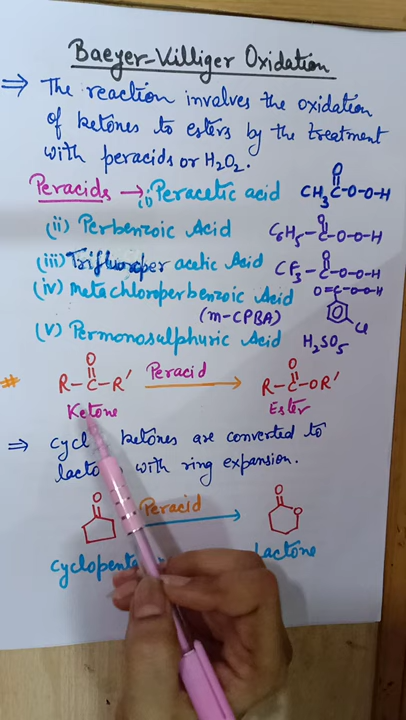 Baeyer-Villiger Oxidation
⇒ The reaction involves the oxidation
of ketones to esters by the treatment
with peracids or H₂O₂.
Peracids → (i) Peracetic acid CH₃-C(=O)-O-O-H
(ii) Perbenzoic Acid C₆H₅-C(=O)-O-O-H
(iii) Trifluoroper acetic Acid CF₃-C(=O)-O-O-H
(iv) Metachloroperbenzoic Acid O=C-O-O-H
(m-CPBA) Cl
(v) Permonosulphuric Acid H₂SO₅
* R-C(=O)-R' Peracid → R-C(=O)-OR'
Ketone Ester
⇒ cycl ketones are converted to
lacto with ring expansion.
O Peracid → O O
cyclopenta Lactone